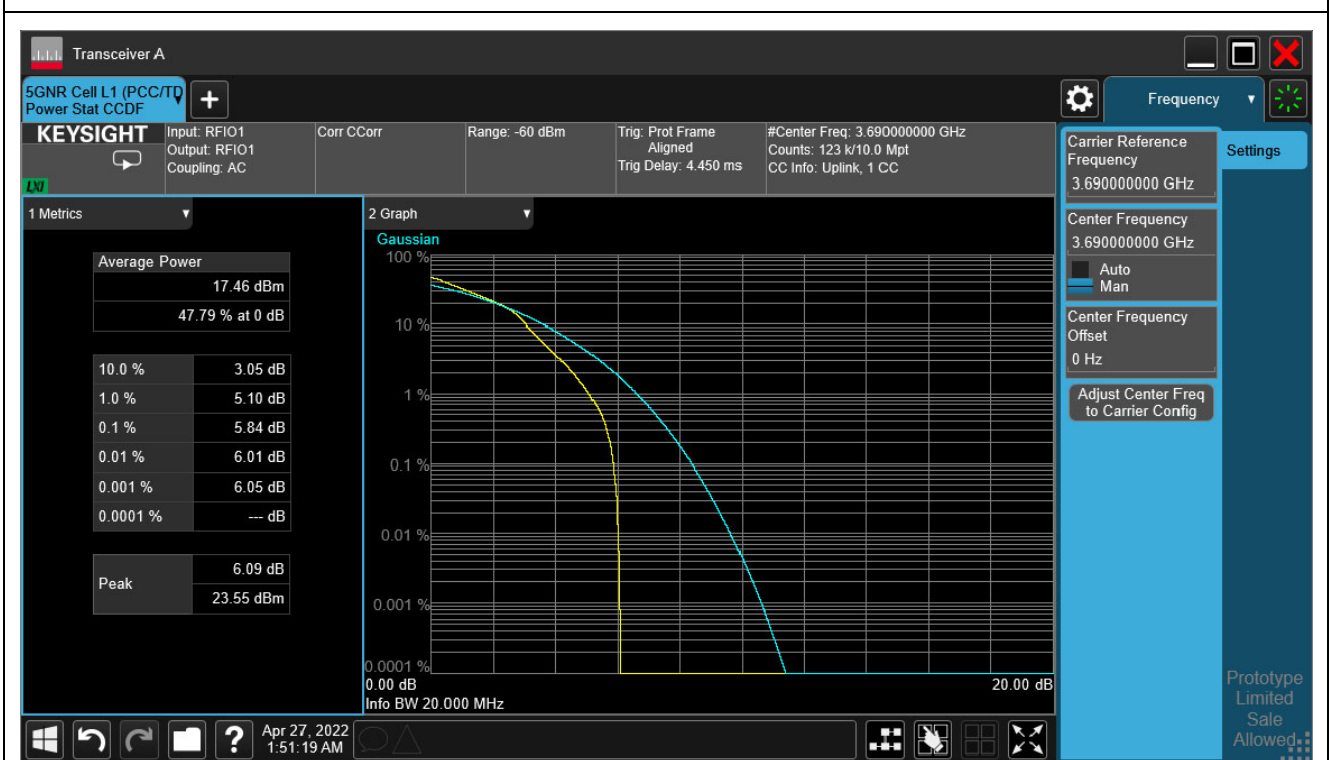 Transceiver A
5GNR Cell L1 (PCC/TD
Power Stat CCDF
+
Frequency
KEYSIGHT
LXI
Input: RFIO1
Output: RFIO1
Coupling: AC
Corr CCorr
Range: -60 dBm
Trig: Prot Frame
Aligned
Trig Delay: 4.450 ms
#Center Freq: 3.690000000 GHz
Counts: 123 k/10.0 Mpt
CC Info: Uplink, 1 CC
1 Metrics
Average Power
17.46 dBm
47.79 % at 0 dB
10.0 % 3.05 dB
1.0 % 5.10 dB
0.1 % 5.84 dB
0.01 % 6.01 dB
0.001 % 6.05 dB
0.0001 % --- dB
Peak
6.09 dB
23.55 dBm
2 Graph
Gaussian
100 %
10 %
1 %
0.1 %
0.01 %
0.001 %
0.0001 %
0.00 dB 20.00 dB
Info BW 20.000 MHz
Carrier Reference
Frequency
3.690000000 GHz
Center Frequency
3.690000000 GHz
Auto
Man
Center Frequency
Offset
0 Hz
Adjust Center Freq
to Carrier Config
Settings
Prototype
Limited
Sale
Allowed
?
Apr 27, 2022
1:51:19 AM